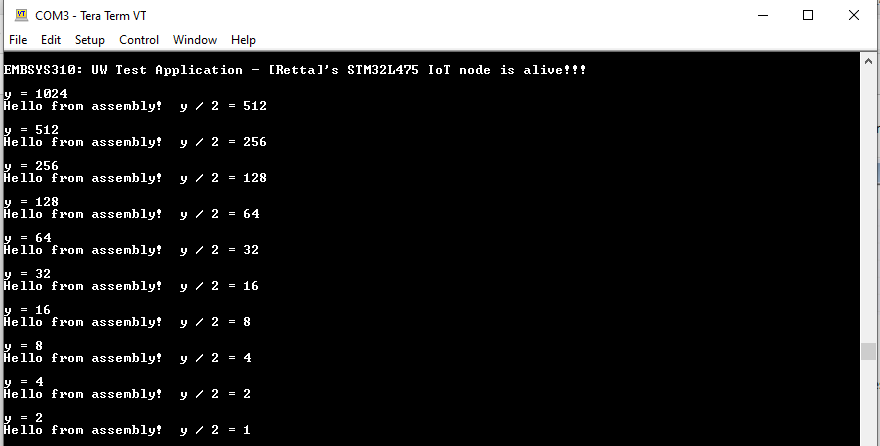 COM3 - Tera Term VT
File Edit Setup Control Window Help
EMBSYS310: UW Test Application - [Retta]'s STM32L475 IoT node is alive!!!
y = 1024
Hello from assembly!  y / 2 = 512
y = 512
Hello from assembly!  y / 2 = 256
y = 256
Hello from assembly!  y / 2 = 128
y = 128
Hello from assembly!  y / 2 = 64
y = 64
Hello from assembly!  y / 2 = 32
y = 32
Hello from assembly!  y / 2 = 16
y = 16
Hello from assembly!  y / 2 = 8
y = 8
Hello from assembly!  y / 2 = 4
y = 4
Hello from assembly!  y / 2 = 2
y = 2
Hello from assembly!  y / 2 = 1